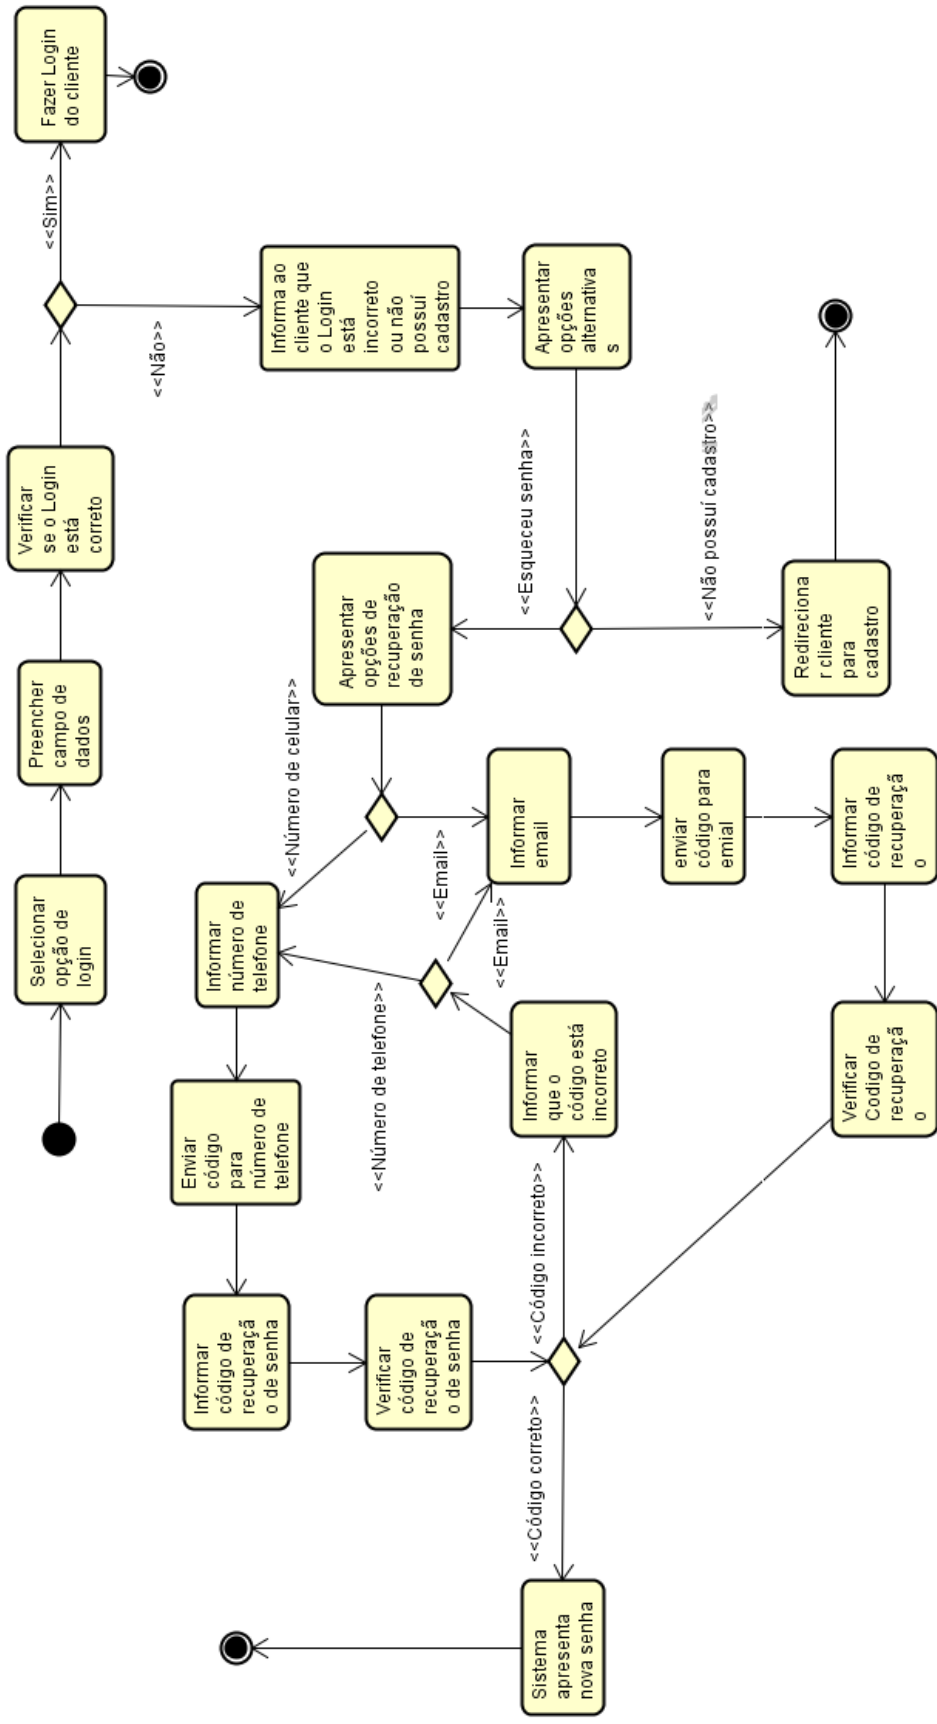 Selecionar
opção de
login
Preencher
campo de
dados
Verificar
se o Login
está
correto
<<Sim>>
Fazer Login
do cliente
<<Não>>
Informa ao
cliente que
o Login
está
incorreto
ou não
possuí
cadastro
Apresentar
opções
alternativa
s
<<Esqueceu senha>>
<<Não possuí cadastro>>
Redireciona
r cliente
para
cadastro
Apresentar
opções de
recuperação
de senha
<<Número de celular>>
<<Email>>
Informar
número de
telefone
Enviar
código
para
número de
telefone
Informar
código de
recuperaçã
o de senha
Verificar
código de
recuperaçã
o de senha
Informar
email
enviar
código para
emial
Informar
código de
recuperaçã
o
Verificar
Codigo de
recuperaçã
o
<<Código incorreto>>
Informar
que o
código está
incorreto
<<Número de telefone>>
<<Email>>
<<Código correto>>
Sistema
apresenta
nova senha